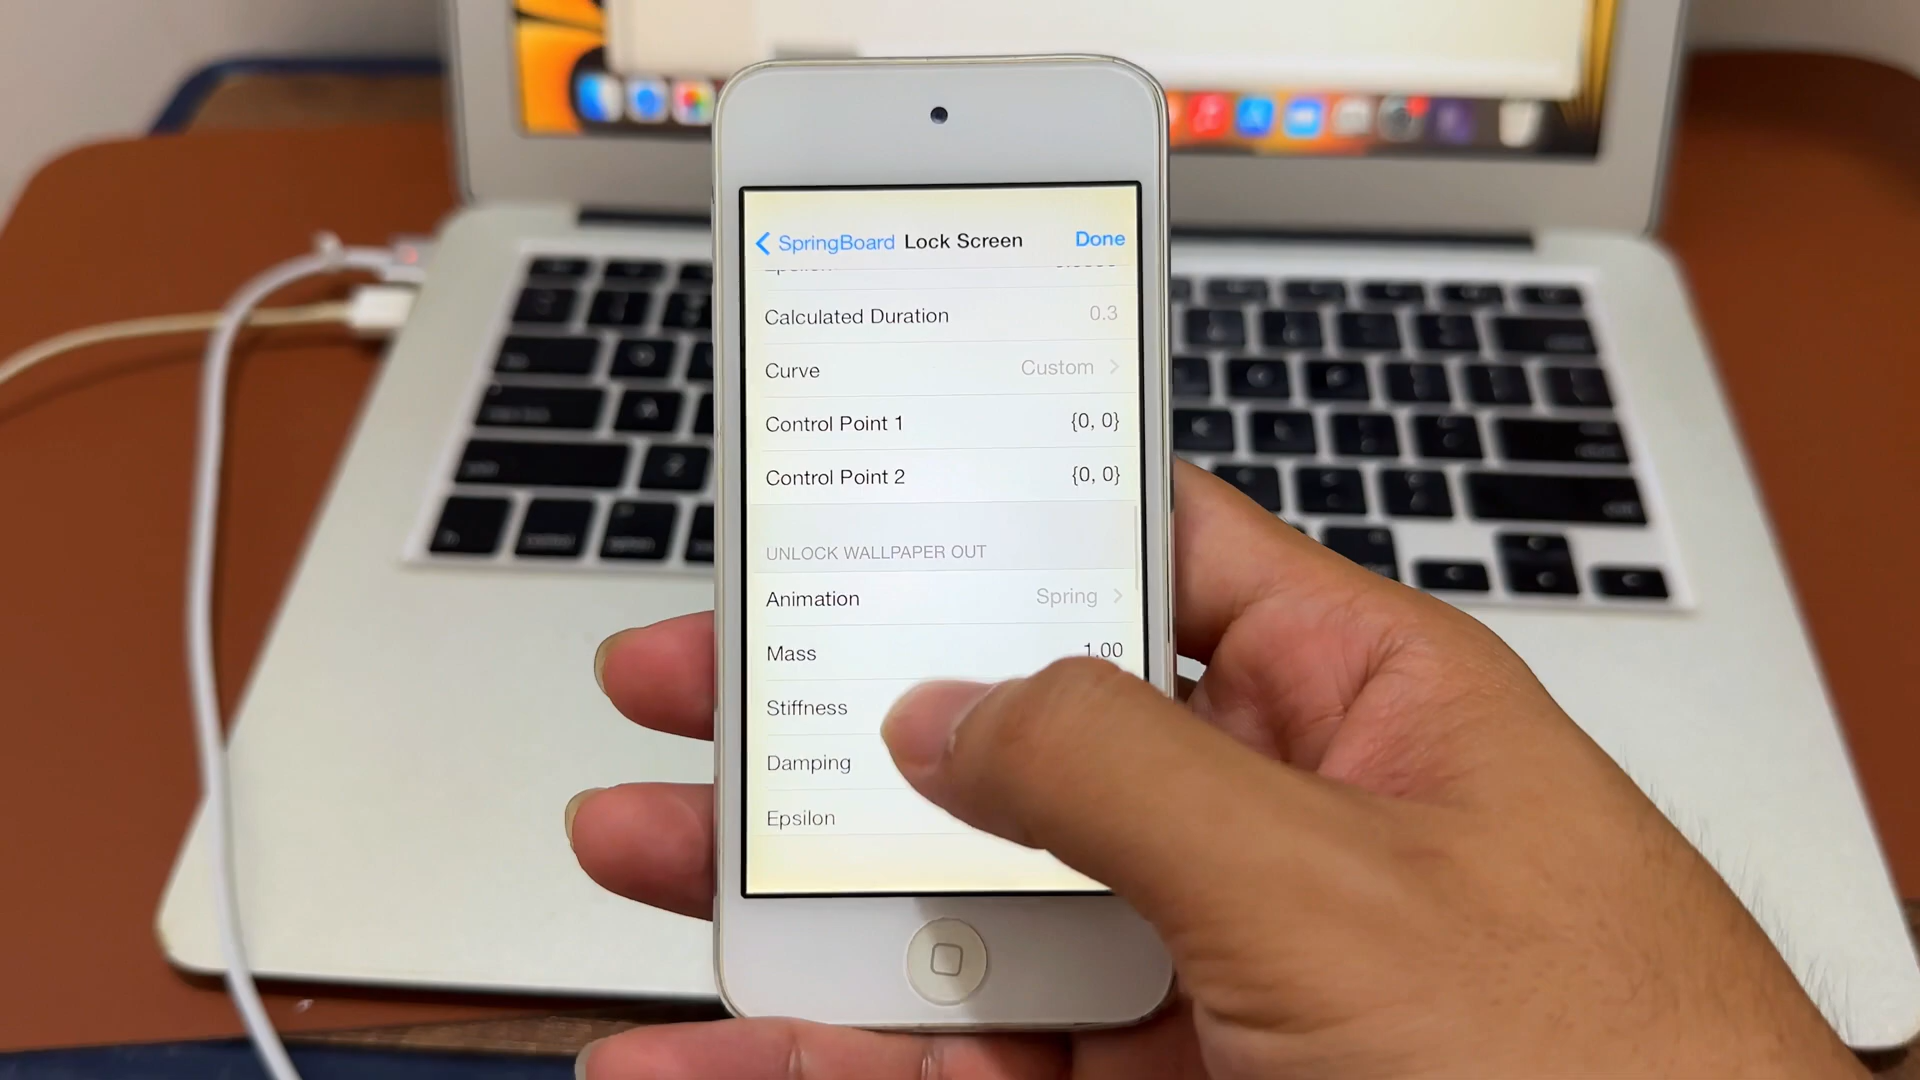 SpringBoard Lock Screen Done
Calculated Duration 0.3
Curve Custom
Control Point 1 {0, 0}
Control Point 2 {0, 0}
UNLOCK WALLPAPER OUT
Animation Spring
Mass 1.00
Stiffness
Damping
Epsilon